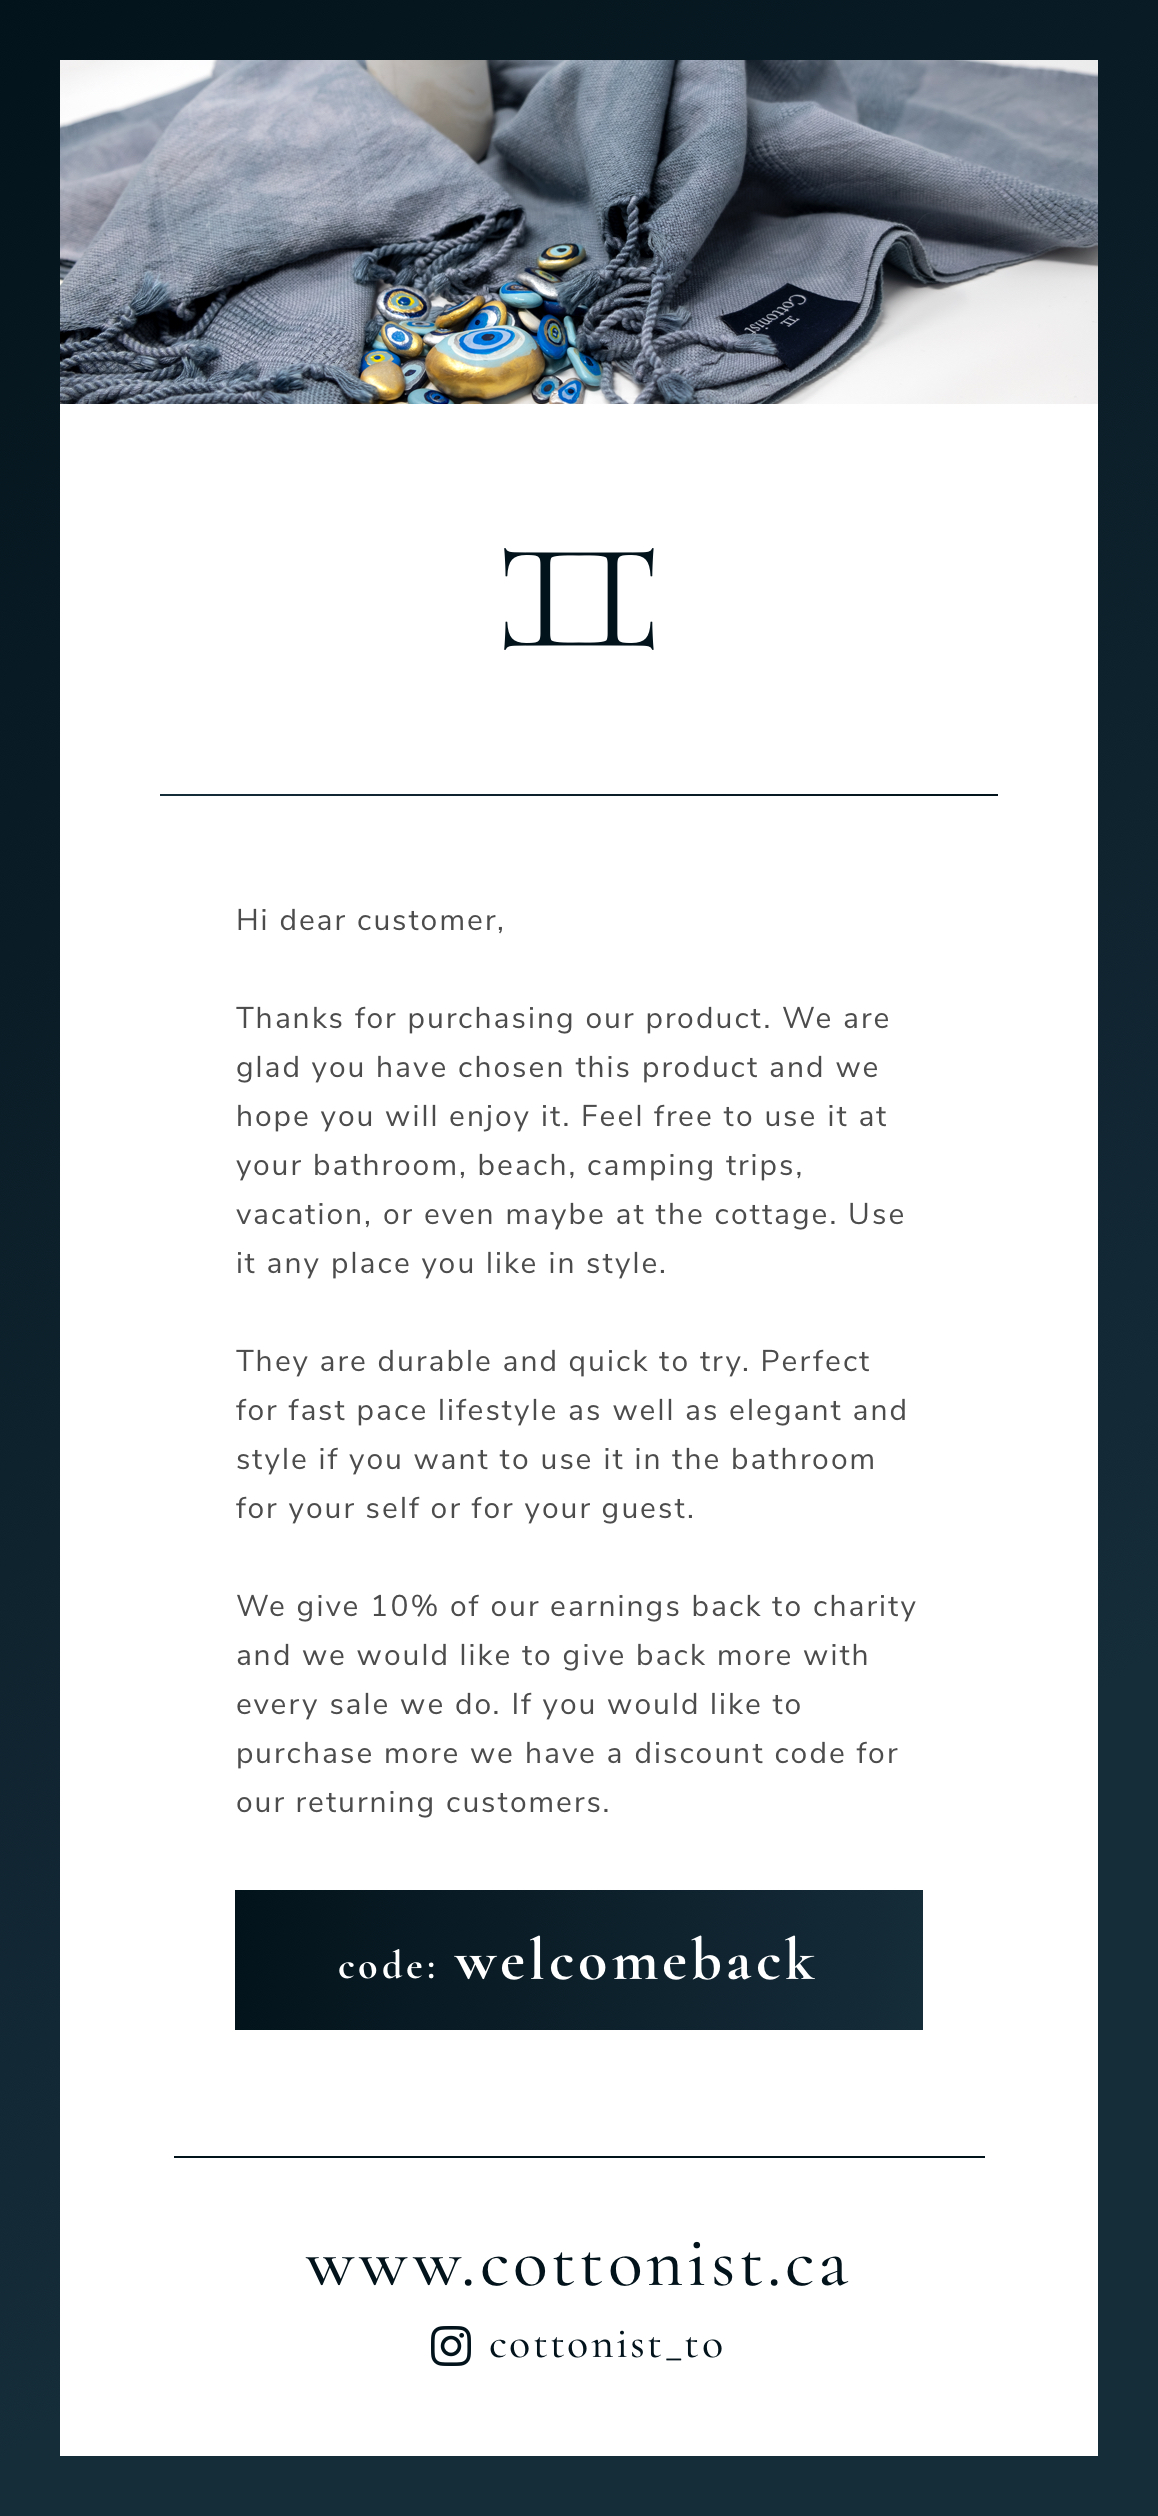 Cottonist
Hi dear customer,
Thanks for purchasing our product. We are
glad you have chosen this product and we
hope you will enjoy it. Feel free to use it at
your bathroom, beach, camping trips,
vacation, or even maybe at the cottage. Use
it any place you like in style.
They are durable and quick to try. Perfect
for fast pace lifestyle as well as elegant and
style if you want to use it in the bathroom
for your self or for your guest.
We give 10% of our earnings back to charity
and we would like to give back more with
every sale we do. If you would like to
purchase more we have a discount code for
our returning customers.
code: welcomeback
www.cottonist.ca
cottonist_to